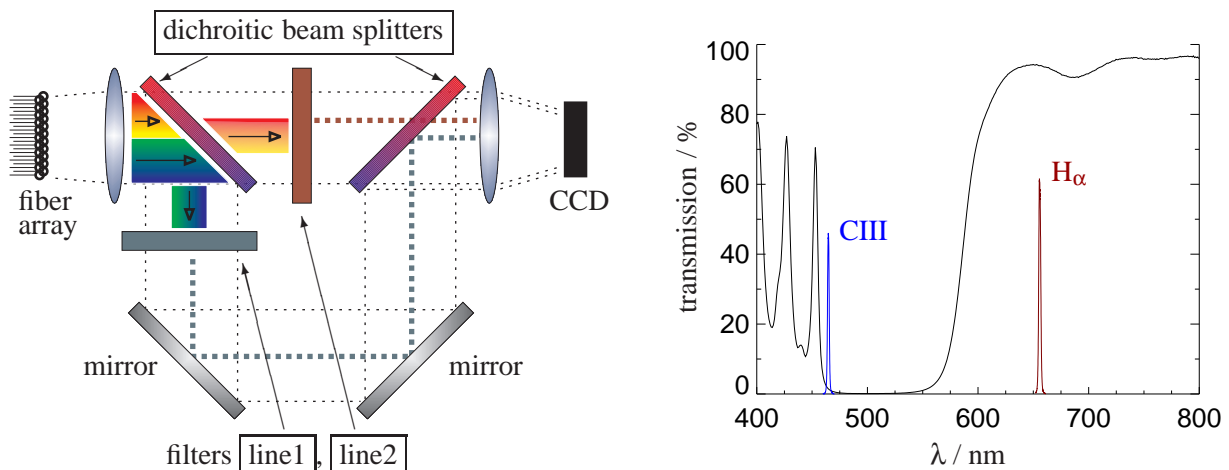 dichroitic beam splitters
fiber
array
CCD
mirror
mirror
filters line1 , line2
transmission / %
100
80
60
40
20
0
CIII
Hα
400 500 600 700 800
λ / nm